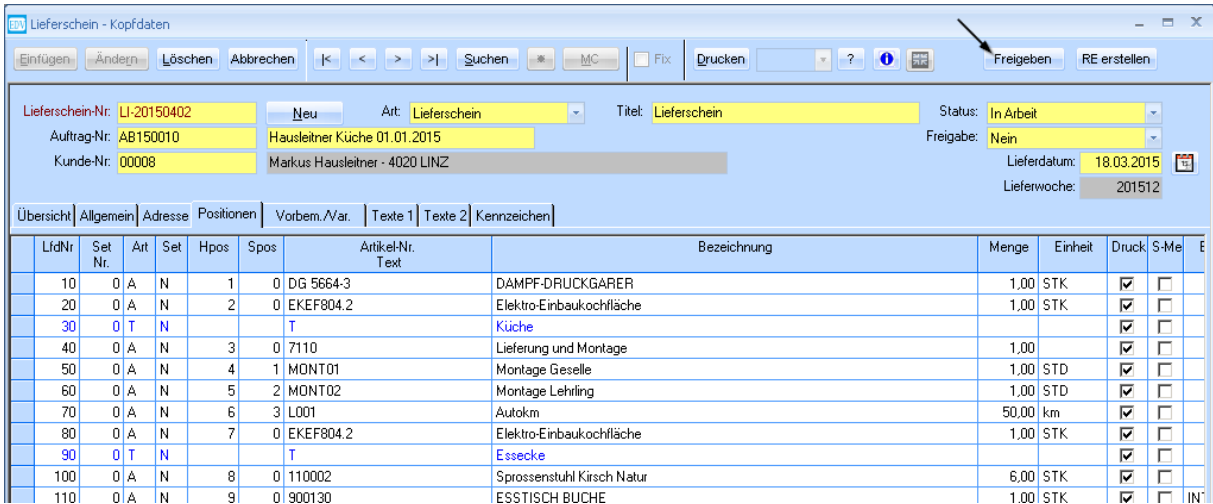 EDV Lieferschein - Kopfdaten
Einfügen Ändern Löschen Abbrechen |< < > >| Suchen * MC Fix Drucken ? i Freigeben RE erstellen
Lieferschein-Nr: LI-20150402 Neu Art: Lieferschein Titel: Lieferschein Status: In Arbeit
Auftrag-Nr: AB150010 Hausleitner Küche 01.01.2015 Freigabe: Nein
Kunde-Nr: 00008 Markus Hausleitner - 4020 LINZ Lieferdatum: 18.03.2015
Lieferwoche: 201512
Übersicht Allgemein Adresse Positionen Vorbem./Var. Texte 1 Texte 2 Kennzeichen
LfdNr Set Art Set Hpos Spos Artikel-Nr. Bezeichnung Menge Einheit Druck S-Me E
Nr. Text
10 0 A N 1 0 DG 5664-3 DAMPF-DRUCKGARER 1,00 STK
20 0 A N 2 0 EKEF804.2 Elektro-Einbaukochfläche 1,00 STK
30 0 T N T Küche
40 0 A N 3 0 7110 Lieferung und Montage 1,00
50 0 A N 4 1 MONT01 Montage Geselle 1,00 STD
60 0 A N 5 2 MONT02 Montage Lehrling 1,00 STD
70 0 A N 6 3 L001 Autokm 50,00 km
80 0 A N 7 0 EKEF804.2 Elektro-Einbaukochfläche 1,00 STK
90 0 T N T Essecke
100 0 A N 8 0 110002 Sprossenstuhl Kirsch Natur 6,00 STK
110 0 A N 9 0 900130 ESSTISCH BUCHE 1,00 STK IN